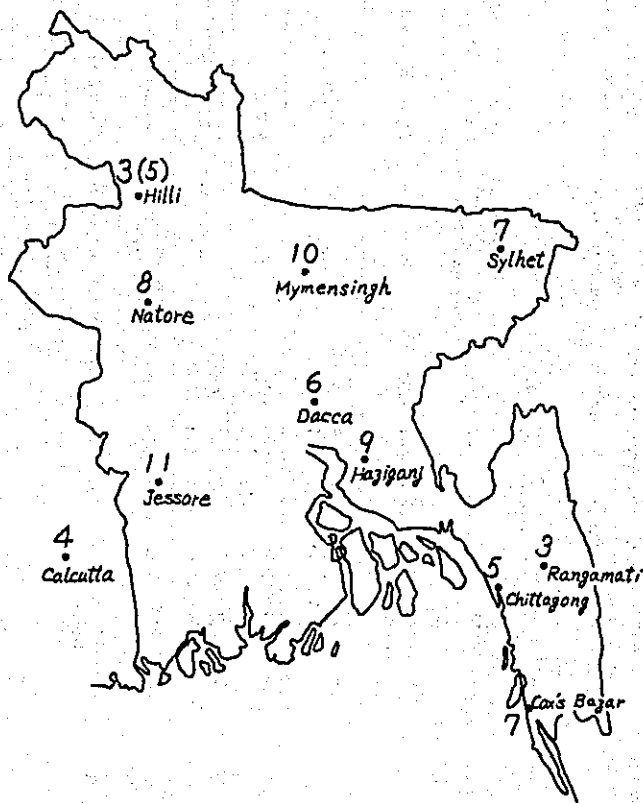 3(5)
Hilli
7
Sylhet
10
Mymensingh
8
Natore
6
Dacca
9
Haziganj
11
Jessore
4
Calcutta
3
Rangamati
5
Chittagong
Cox's Bazar
7